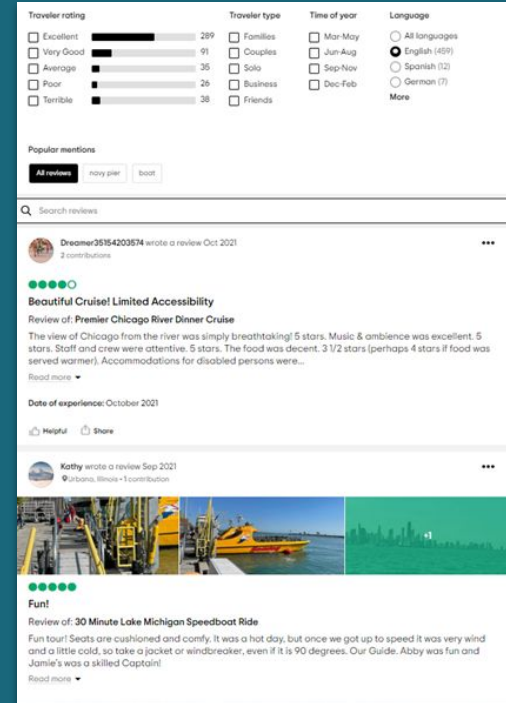 Traveler rating
Traveler type
Time of year
Language
Excellent 289
Very Good 91
Average 35
Poor 26
Terrible 38
Families
Couples
Solo
Business
Friends
Mar-May
Jun-Aug
Sep-Nov
Dec-Feb
All languages
English (459)
Spanish (12)
German (7)
More
Popular mentions
All reviews
navy pier
boat
Search reviews
Dreamer35154203574 wrote a review Oct 2021
2 contributions
Beautiful Cruise! Limited Accessibility
Review of: Premier Chicago River Dinner Cruise
The view of Chicago from the river was simply breathtaking! 5 stars. Music & ambience was excellent. 5
stars. Staff and crew were attentive. 5 stars. The food was decent. 3 1/2 stars (perhaps 4 stars if food was
served warmer). Accommodations for disabled persons were...
Read more
Date of experience: October 2021
Helpful
Share
Kathy wrote a review Sep 2021
Urbana, Illinois • 1 contribution
+1
Fun!
Review of: 30 Minute Lake Michigan Speedboat Ride
Fun tour! Seats are cushioned and comfy. It was a hot day, but once we got up to speed it was very wind
and a little cold, so take a jacket or windbreaker, even if it is 90 degrees. Our Guide. Abby was fun and
Jamie's was a skilled Captain!
Read more